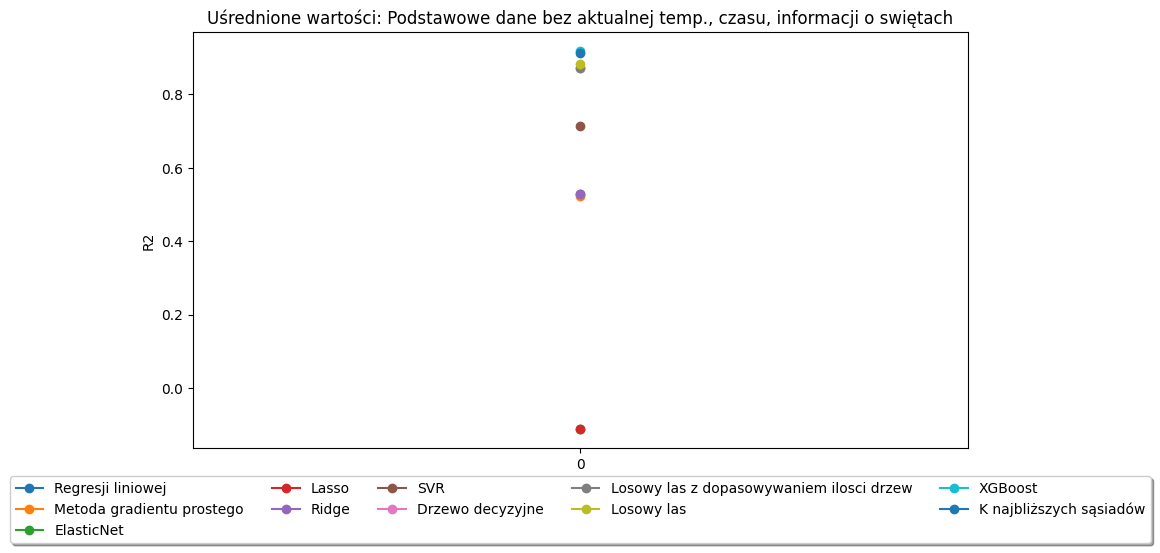 Uśrednione wartości: Podstawowe dane bez aktualnej temp., czasu, informacji o swiętach
R2
0.8
0.6
0.4
0.2
0.0
0
Regresji liniowej
Metoda gradientu prostego
ElasticNet
Lasso
Ridge
SVR
Drzewo decyzyjne
Losowy las z dopasowywaniem ilosci drzew
Losowy las
XGBoost
K najbliższych sąsiadów